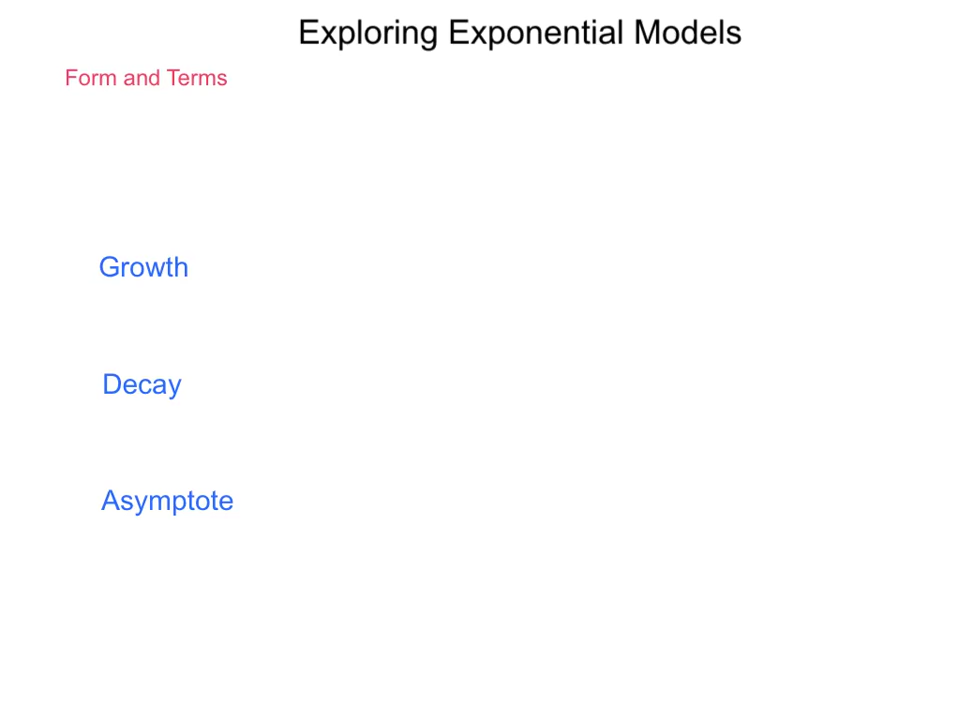 Exploring Exponential Models
Form and Terms
Growth
Decay
Asymptote